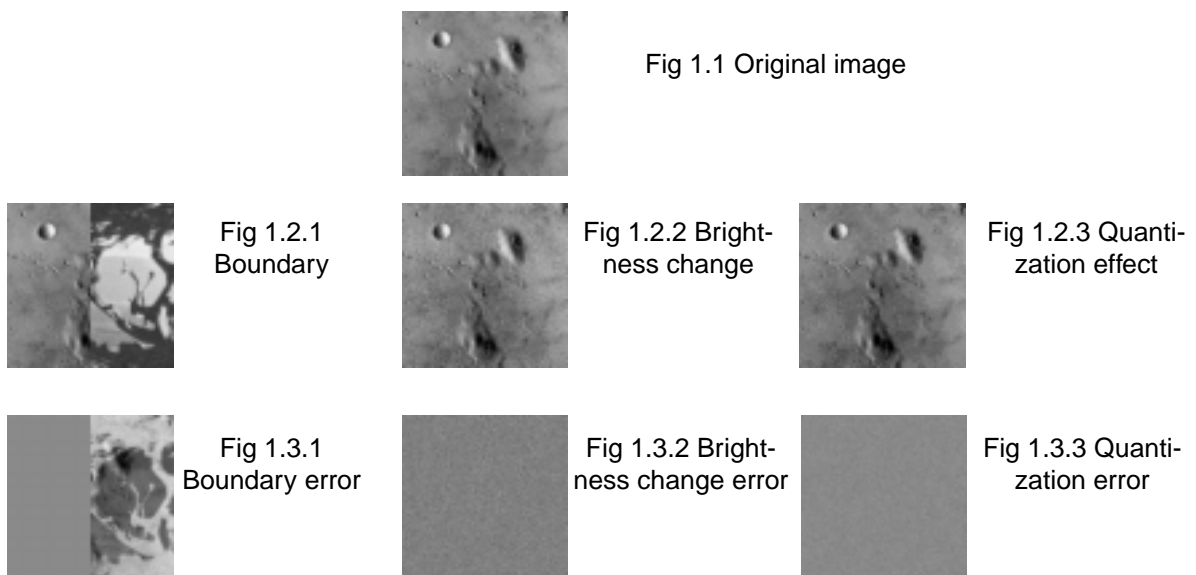 Fig 1.1 Original image
Fig 1.2.1
Boundary
Fig 1.2.2 Bright-
ness change
Fig 1.2.3 Quanti-
zation effect
Fig 1.3.1
Boundary error
Fig 1.3.2 Bright-
ness change error
Fig 1.3.3 Quanti-
zation error